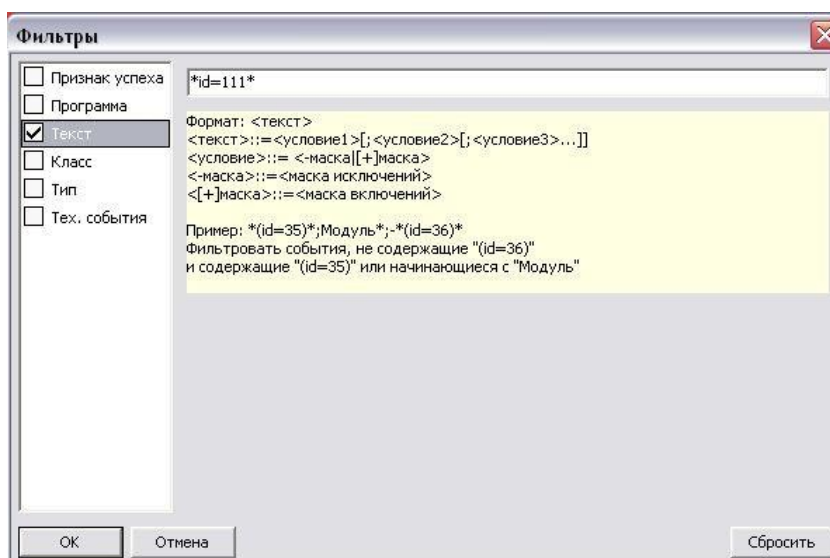 Фильтры
Признак успеха
Программа
Текст
Класс
Тип
Тех. события
*id=111*
Формат: <текст>
<текст>::=<условие1>[;<условие2>[;<условие3>...]]
<условие>::= <-маска|[+]маска>
<-маска>::=<маска исключений>
<[+]маска>::=<маска включений>
Пример: *(id=35)*;Модуль*;-*(id=36)*
Фильтровать события, не содержащие "(id=36)"
и содержащие "(id=35)" или начинающиеся с "Модуль"
OK
Отмена
Сбросить